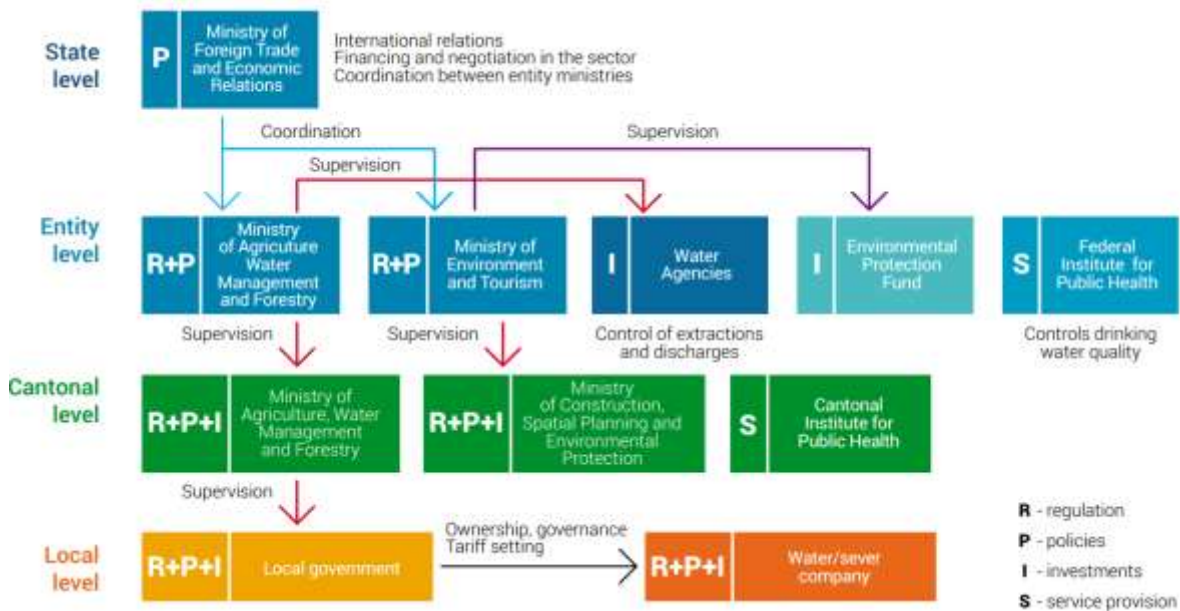 State
level
P
Ministry of
Foreign Trade
and Economic
Relations
International relations
Financing and negotiation in the sector
Coordination between entity ministries
Coordination
Supervision
Supervision
Entity
level
R+P
Ministry
of Agricuture
Water
Management
and Forestry
R+P
Ministry of
Environment
and Tourism
I
Water
Agencies
I
Environmental
Protection
Fund
S
Federal
Institute for
Public Health
Supervision
Supervision
Control of extractions
and discharges
Controls drinking
water quality
Cantonal
level
R+P+I
Ministry of
Agriculture, Water
Management
and Forestry
R+P+I
Ministry
of Construction,
Spatial Planning and
Environmental
Protection
S
Cantonal
Institute for
Public Health
Supervision
Local
level
R+P+I
Local government
Ownership, governance
Tariff setting
R+P+I
Water/sever
company
R - regulation
P - policies
I - investments
S - service provision